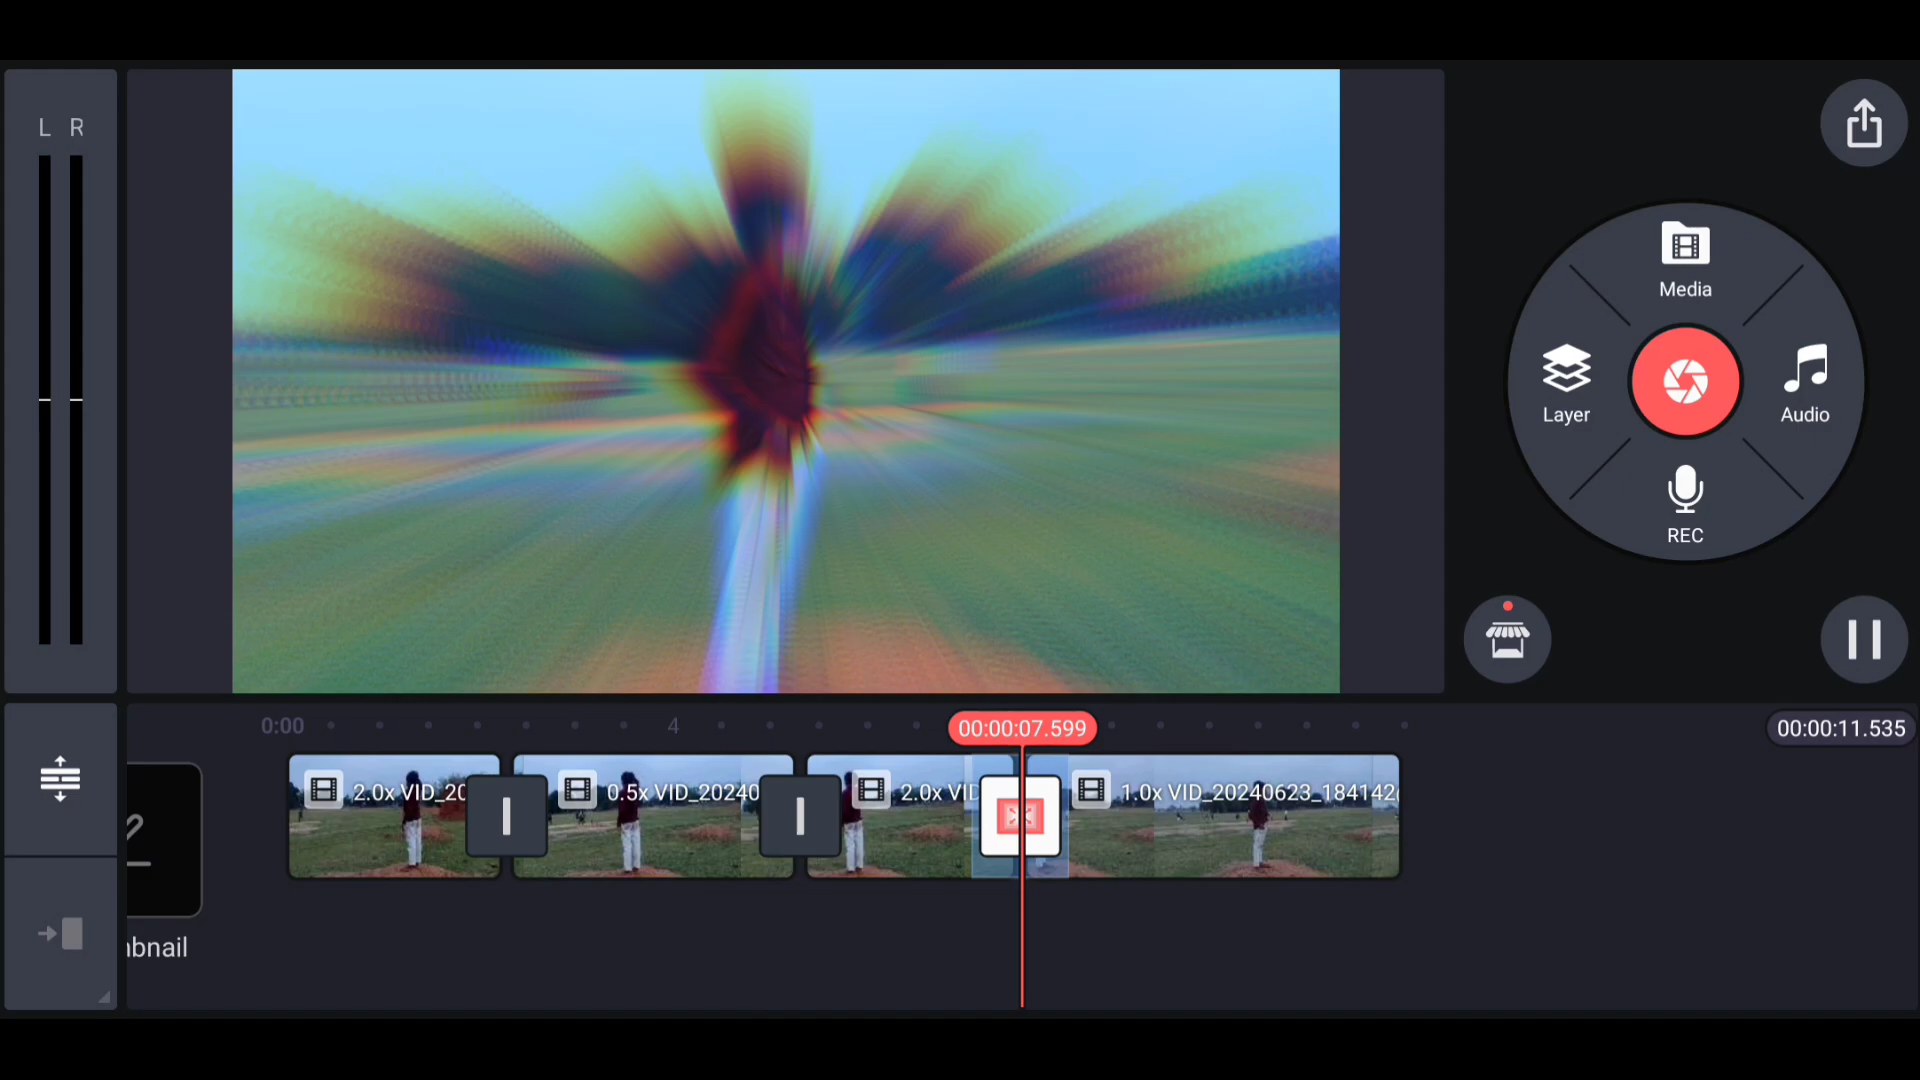 L R
Media
Layer
Audio
REC
0:00
4
00:00:07.599
00:00:11.535
2.0x VID_20
0.5x VID_20240
2.0x VID
1.0x VID_20240623_184142
bnail